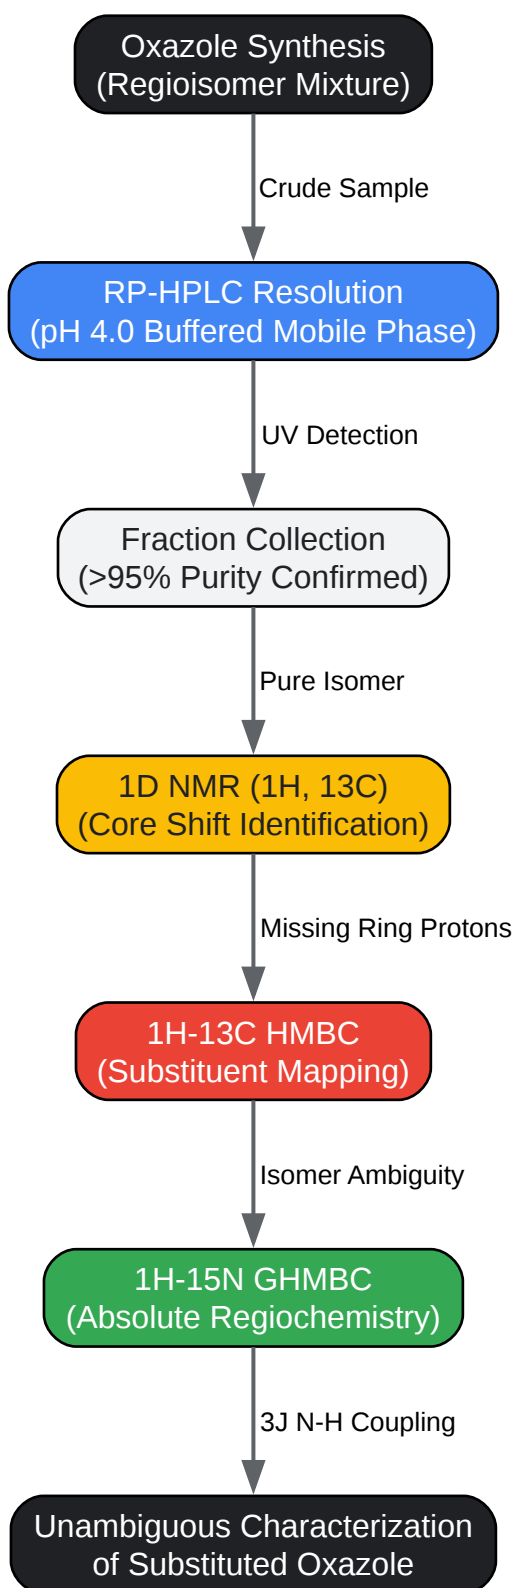 Oxazole Synthesis
(Regioisomer Mixture)
Crude Sample
RP-HPLC Resolution
(pH 4.0 Buffered Mobile Phase)
UV Detection
Fraction Collection
(>95% Purity Confirmed)
Pure Isomer
1D NMR (1H, 13C)
(Core Shift Identification)
Missing Ring Protons
1H-13C HMBC
(Substituent Mapping)
Isomer Ambiguity
1H-15N GHMBC
(Absolute Regiochemistry)
3J N-H Coupling
Unambiguous Characterization
of Substituted Oxazole